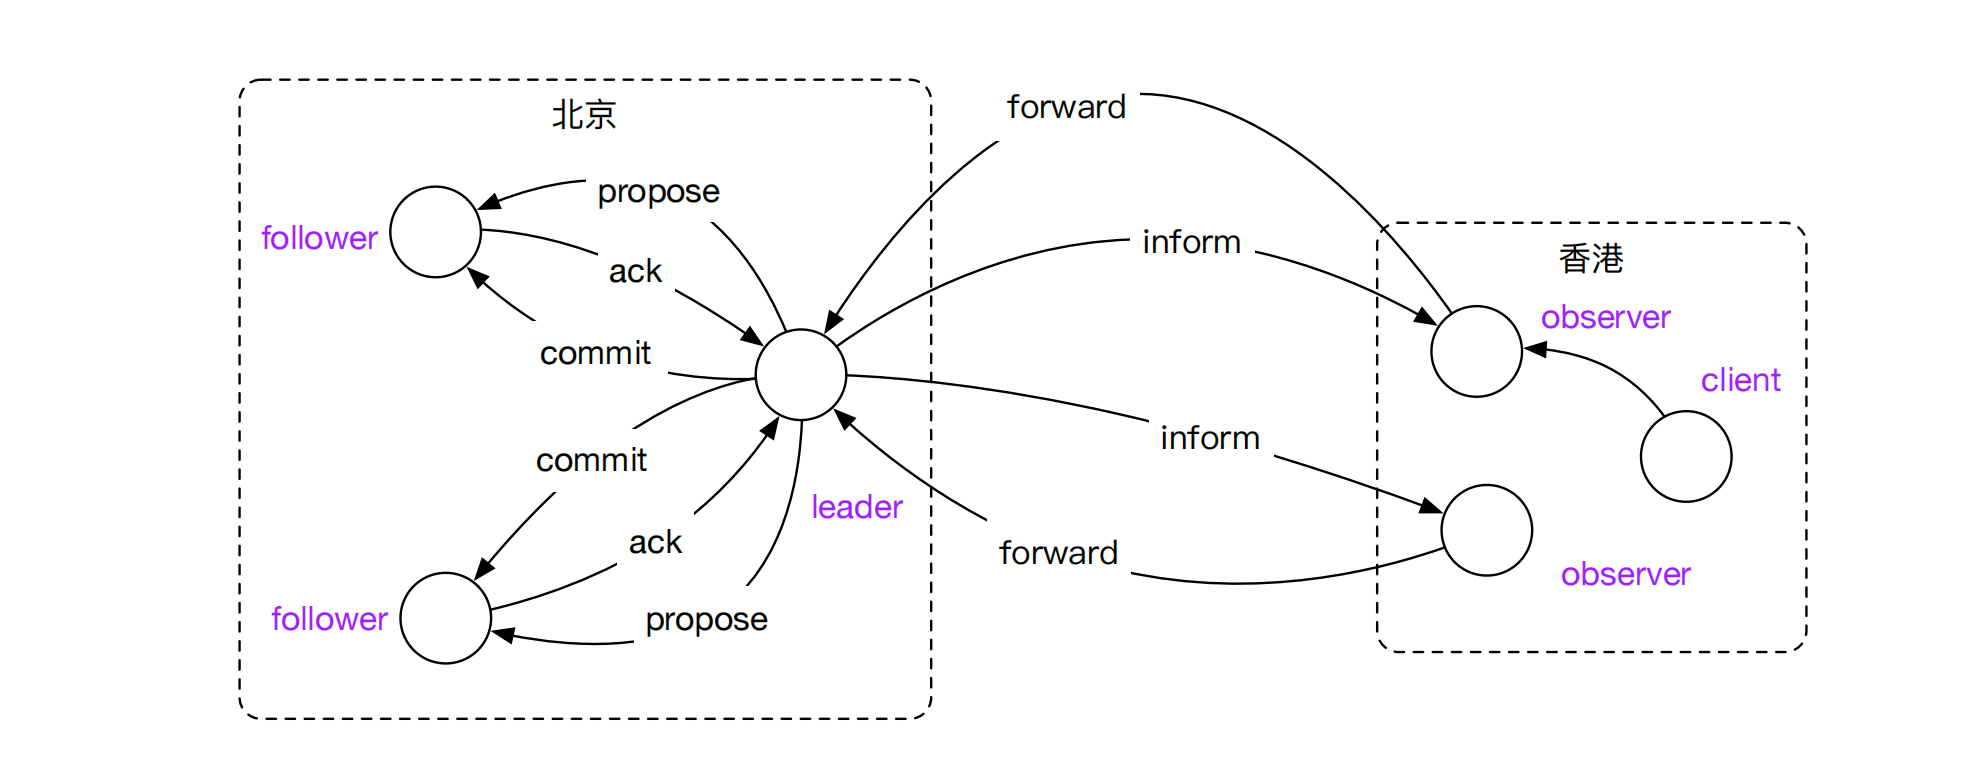 北京
forward
propose
follower
inform
ack
香港
observer
commit
client
inform
commit
leader
ack
forward
observer
follower
propose